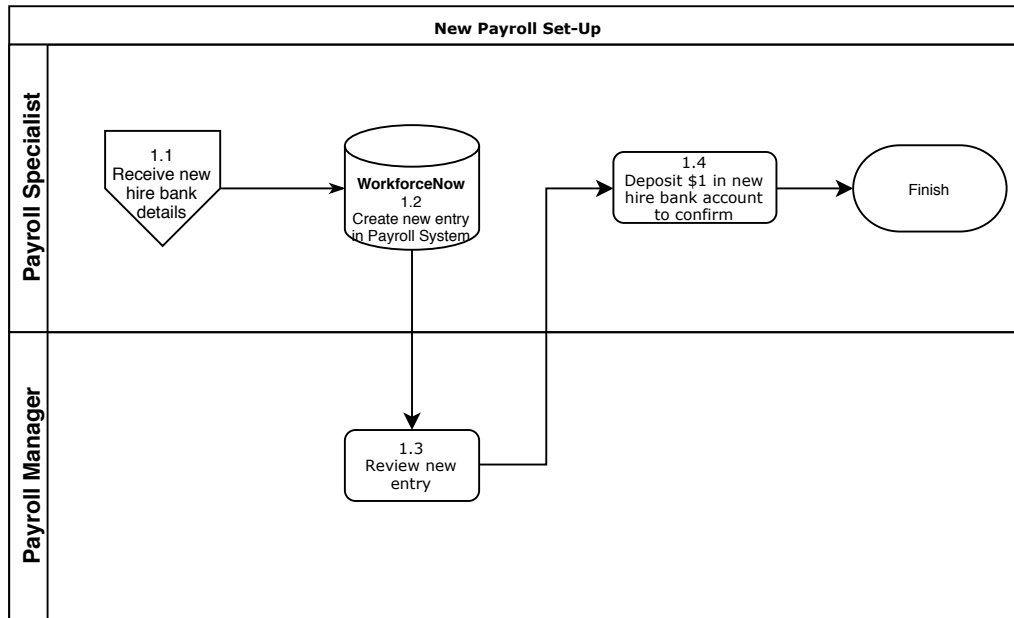 New Payroll Set-Up
Payroll Specialist
1.1
Receive new
hire bank
details
WorkforceNow
1.2
Create new entry
in Payroll System
1.4
Deposit $1 in new
hire bank account
to confirm
Finish
Payroll Manager
1.3
Review new
entry